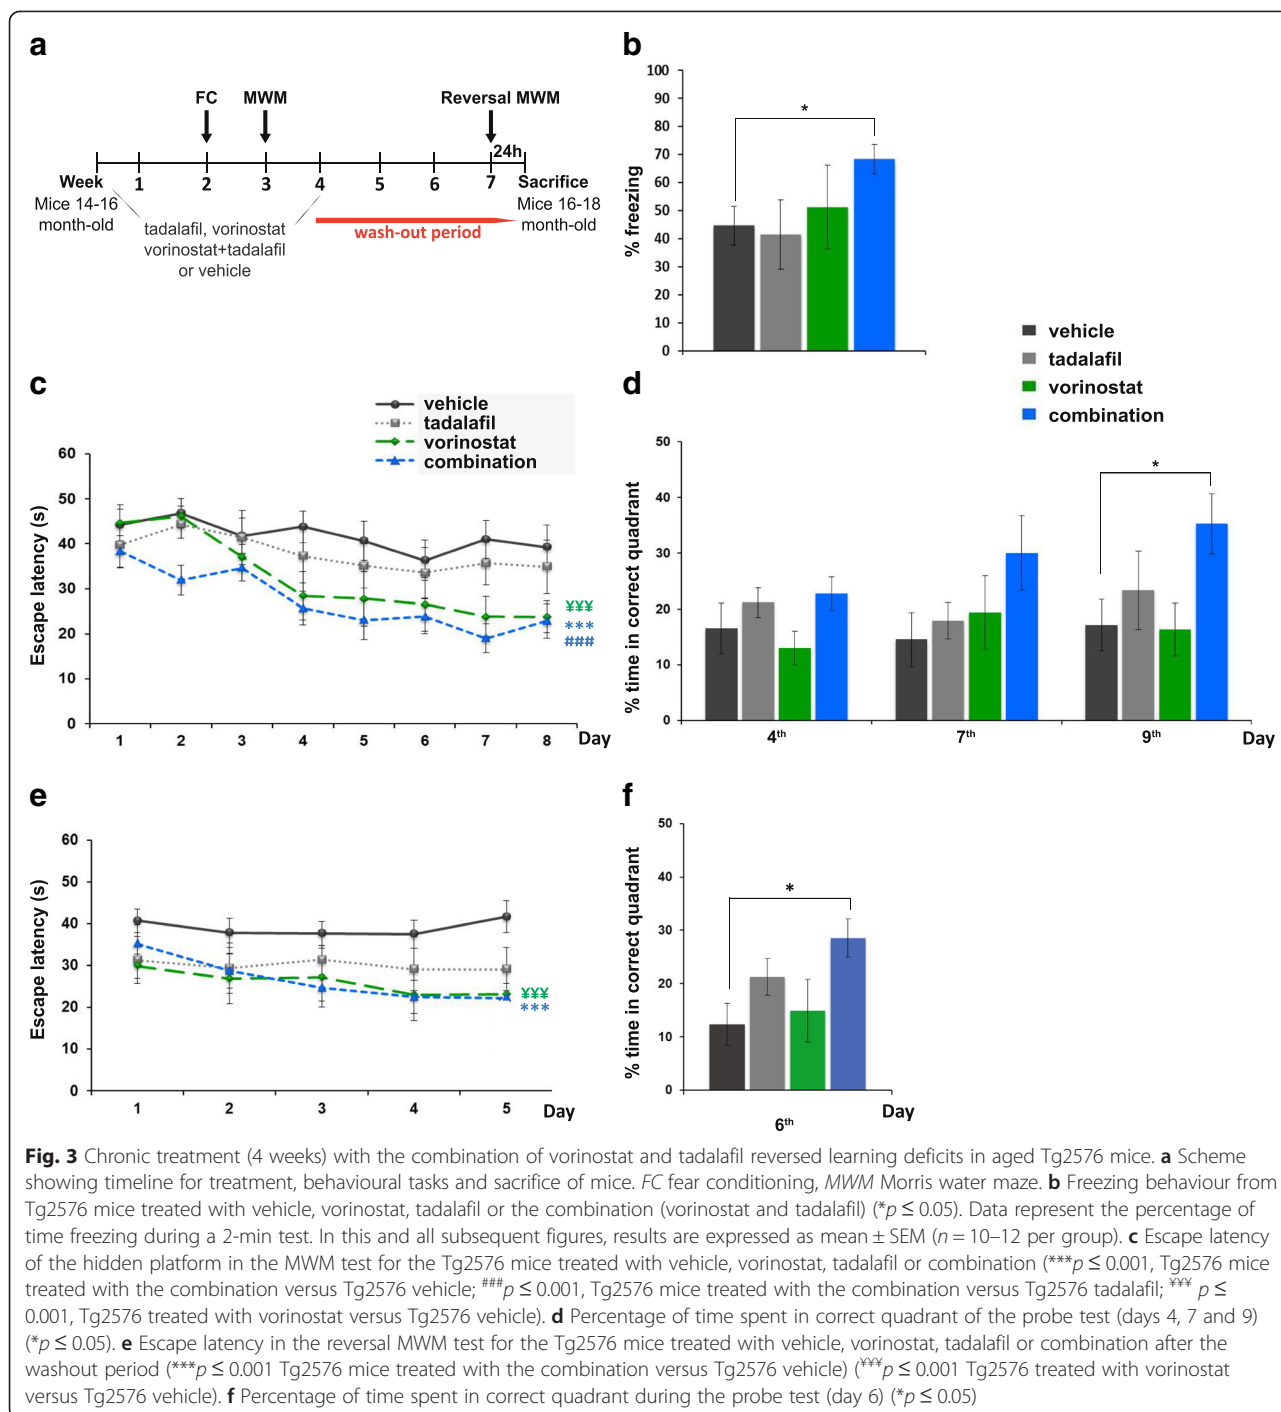 a
FC
MWM
Reversal MWM
24h
Week
1
2
3
4
5
6
7
Sacrifice
Mice 14-16
month-old
tadalafil, vorinostat
vorinostat+tadalafil
or vehicle
wash-out period
Mice 16-18
month-old
b
% freezing
100
90
80
70
60
50
40
30
20
10
0
*
vehicle
tadalafil
vorinostat
combination
c
vehicle
tadalafil
vorinostat
combination
Escape latency (s)
60
50
40
30
20
10
0
¥¥¥
***
###
1 2 3 4 5 6 7 8 Day
d
% time in correct quadrant
50
40
30
20
10
0
*
4th 7th 9th Day
e
Escape latency (s)
60
50
40
30
20
10
0
¥¥¥
***
1 2 3 4 5 Day
f
% time in correct quadrant
50
40
30
20
10
0
*
6th Day
Fig. 3 Chronic treatment (4 weeks) with the combination of vorinostat and tadalafil reversed learning deficits in aged Tg2576 mice. a Scheme
showing timeline for treatment, behavioural tasks and sacrifice of mice. FC fear conditioning, MWM Morris water maze. b Freezing behaviour from
Tg2576 mice treated with vehicle, vorinostat, tadalafil or the combination (vorinostat and tadalafil) (*p ≤ 0.05). Data represent the percentage of
time freezing during a 2-min test. In this and all subsequent figures, results are expressed as mean ± SEM (n = 10–12 per group). c Escape latency
of the hidden platform in the MWM test for the Tg2576 mice treated with vehicle, vorinostat, tadalafil or combination (***p ≤ 0.001, Tg2576 mice
treated with the combination versus Tg2576 vehicle; ###p ≤ 0.001, Tg2576 mice treated with the combination versus Tg2576 tadalafil; ¥¥¥ p ≤
0.001, Tg2576 treated with vorinostat versus Tg2576 vehicle). d Percentage of time spent in correct quadrant of the probe test (days 4, 7 and 9)
(*p ≤ 0.05). e Escape latency in the reversal MWM test for the Tg2576 mice treated with vehicle, vorinostat, tadalafil or combination after the
washout period (***p ≤ 0.001 Tg2576 mice treated with the combination versus Tg2576 vehicle) (¥¥¥p ≤ 0.001 Tg2576 treated with vorinostat
versus Tg2576 vehicle). f Percentage of time spent in correct quadrant during the probe test (day 6) (*p ≤ 0.05)